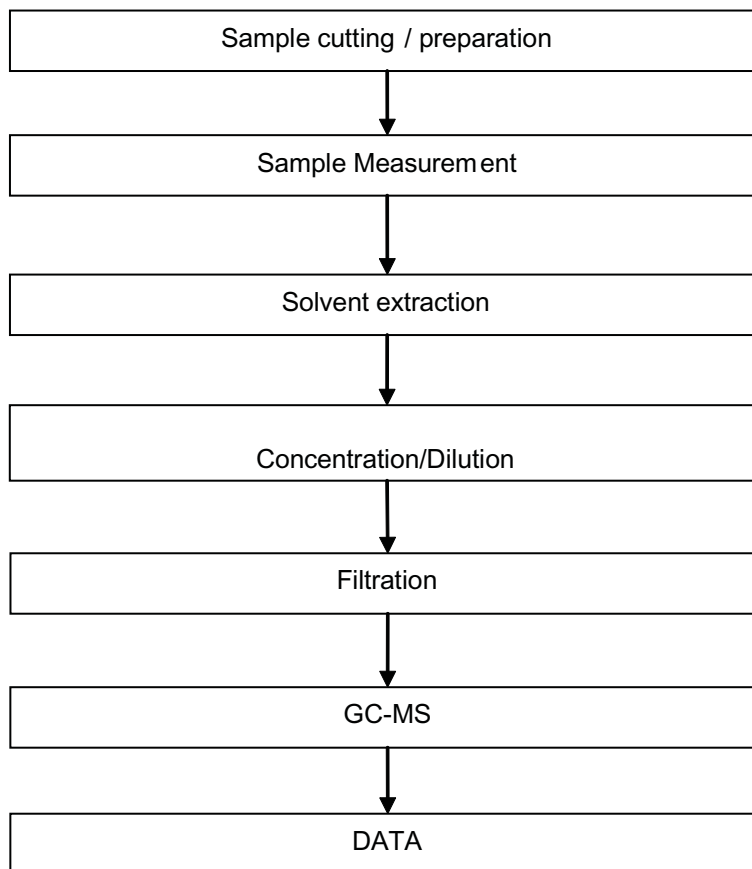 Sample cutting / preparation
Sample Measurement
Solvent extraction
Concentration/Dilution
Filtration
GC-MS
DATA